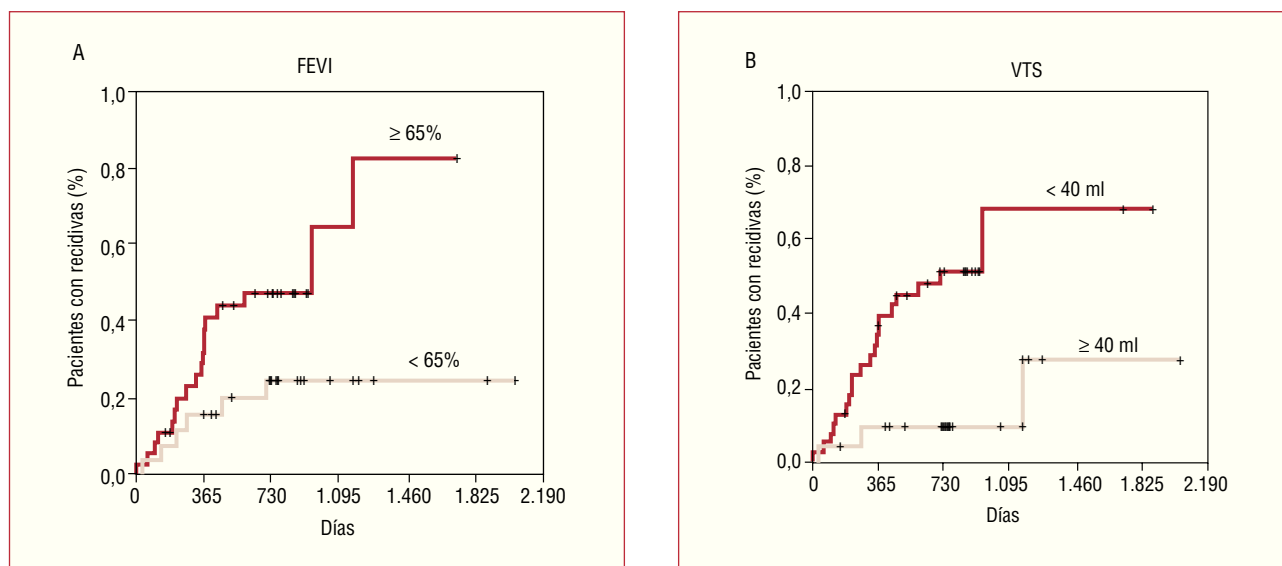 A
FEVI
Pacientes con recidivas (%)
1,0
0,8
0,6
0,4
0,2
0,0
≥ 65%
< 65%
0 365 730 1.095 1.460 1.825 2.190
Días
B
VTS
Pacientes con recidivas (%)
1,0
0,8
0,6
0,4
0,2
0,0
< 40 ml
≥ 40 ml
0 365 730 1.095 1.460 1.825 2.190
Días